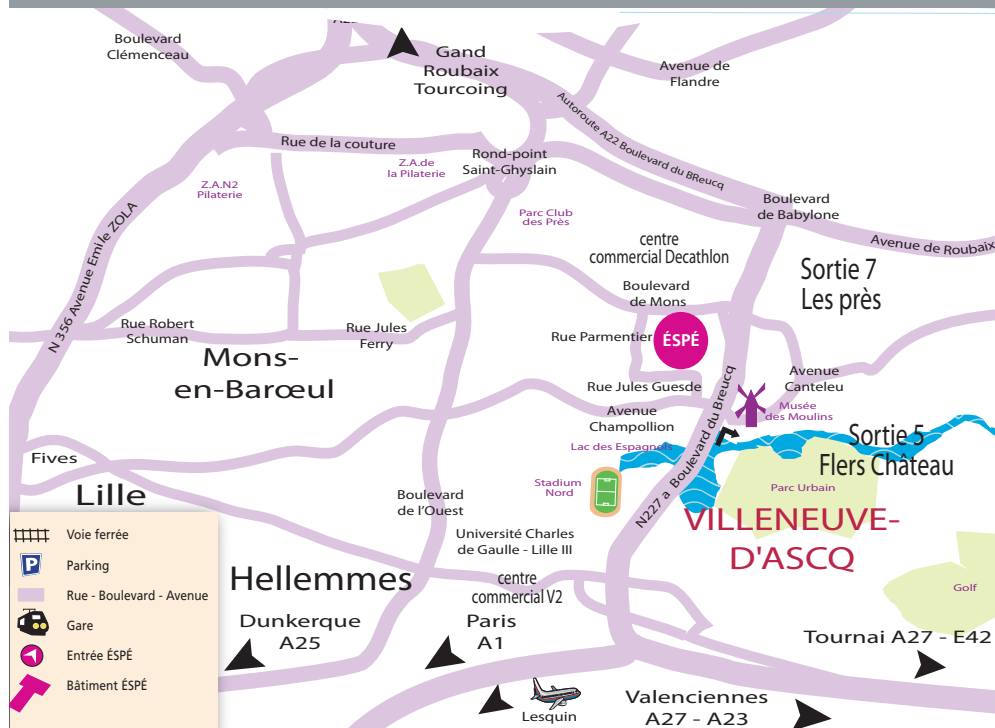 A22
Boulevard
Clémenceau
Gand
Roubaix
Tourcoing
Avenue de
Flandre
Autoroute A22 Boulevard du BReucq
Rue de la couture
Z.A.de
la Pilaterie
Rond-point
Saint-Ghyslain
Z.A.N2
Pilaterie
Boulevard
de Babylone
Parc Club
des Près
Avenue de Roubaix
N 356 Avenue Emile ZOLA
centre
commercial Decathlon
Sortie 7
Les près
Boulevard
de Mons
Rue Robert
Schuman
Rue Jules
Ferry
Rue Parmentier
ÉSPÉ
Mons-
en-Barœul
Rue Jules Guesde
Avenue
Canteleu
Avenue
Champollion
Musée
des Moulins
Lac des Espagnols
Sortie 5
Flers Château
Fives
Lille
Stadium
Nord
Parc Urbain
N227 a Boulevard du Breucq
Boulevard
de l'Ouest
VILLENEUVE-
D'ASCQ
Université Charles
de Gaulle - Lille III
Hellemmes
centre
commercial V2
Golf
Dunkerque
A25
Paris
A1
Tournai A27 - E42
Lesquin
Valenciennes
A27 - A23
Voie ferrée
P
Parking
Rue - Boulevard - Avenue
Gare
Entrée ÉSPÉ
Bâtiment ÉSPÉ